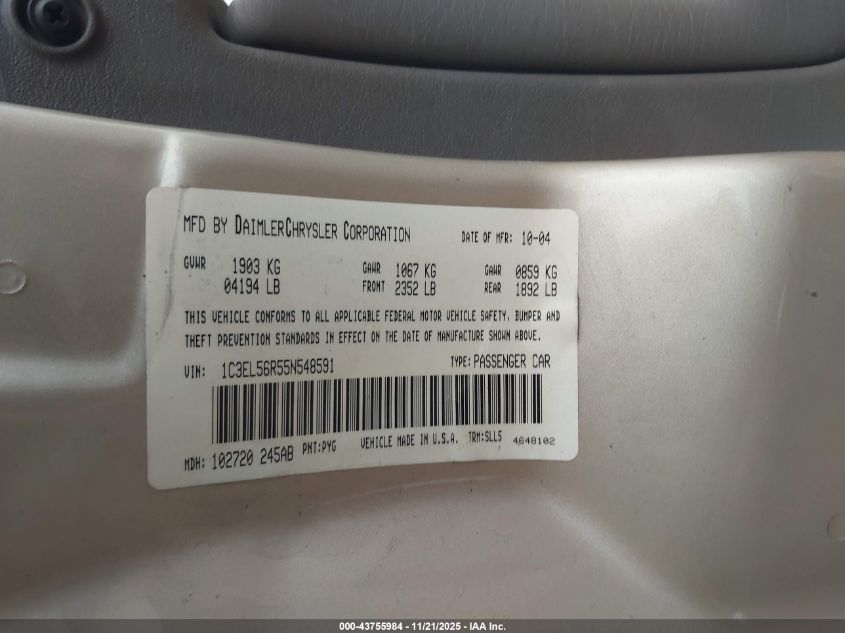 MFD BY DAIMLERCHRYSLER CORPORATION DATE OF MFR: 10-04
GVWR 1903 KG GAWR 1067 KG GAWR 0859 KG
04194 LB FRONT 2352 LB REAR 1892 LB
THIS VEHICLE CONFORMS TO ALL APPLICABLE FEDERAL MOTOR VEHICLE SAFETY, BUMPER AND
THEFT PREVENTION STANDARDS IN EFFECT ON THE DATE OF MANUFACTURE SHOWN ABOVE.
VIN: 1C3EL56R55N548591 TYPE: PASSENGER CAR
MDH: 102720 245AB PNT:PYG VEHICLE MADE IN U.S.A. TRM:SLL5 4648102
000-43755984 - 11/21/2025 - IAA Inc.